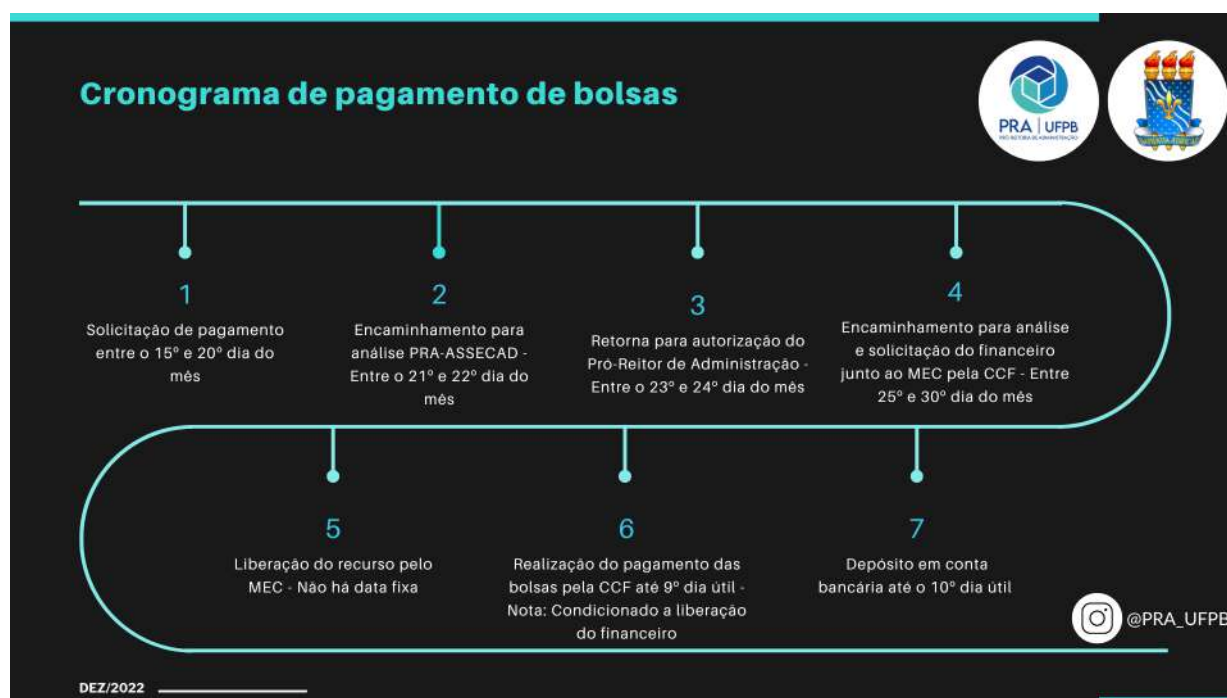 Cronograma de pagamento de bolsas
PRA | UFPB
PRÓ-REITORIA DE ADMINISTRAÇÃO
1
Solicitação de pagamento
entre o 15º e 20º dia do
mês
2
Encaminhamento para
análise PRA-ASSECAD -
Entre o 21º e 22º dia do
mês
3
Retorna para autorização do
Pró-Reitor de Administração -
Entre o 23º e 24º dia do mês
4
Encaminhamento para análise
e solicitação do financeiro
junto ao MEC pela CCF - Entre
25º e 30º dia do mês
5
Liberação do recurso pelo
MEC - Não há data fixa
6
Realização do pagamento das
bolsas pela CCF até 9º dia útil -
Nota: Condicionado a liberação
do financeiro
7
Depósito em conta
bancária até o 10º dia útil
@PRA_UFPB
DEZ/2022